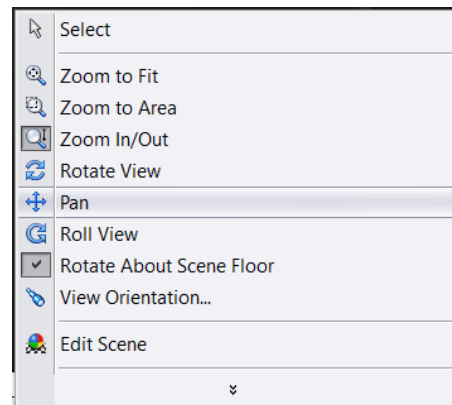 Select
Zoom to Fit
Zoom to Area
Zoom In/Out
Rotate View
Pan
Roll View
Rotate About Scene Floor
View Orientation...
Edit Scene